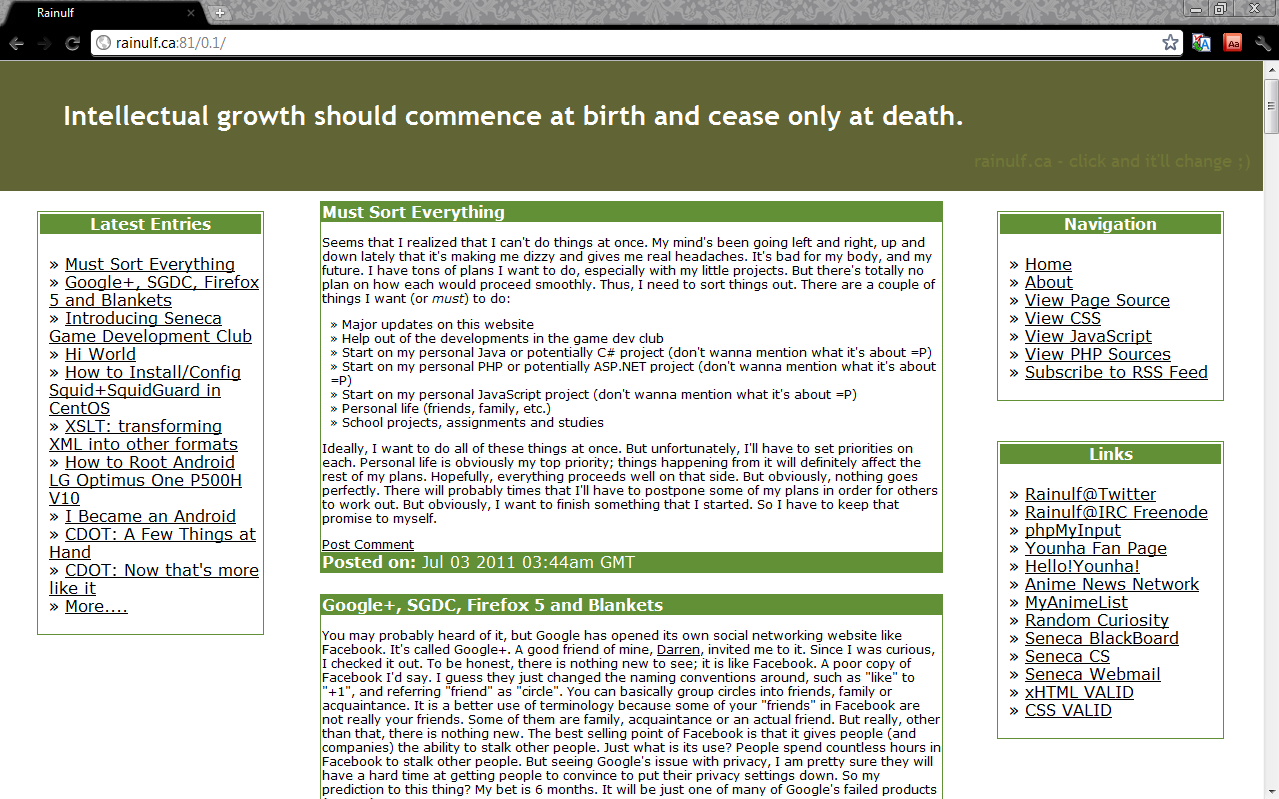 Rainulf
rainulf.ca:81/0.1/
Intellectual growth should commence at birth and cease only at death.
rainulf.ca - click and it'll change ;)
Latest Entries
» Must Sort Everything
» Google+, SGDC, Firefox
5 and Blankets
» Introducing Seneca
Game Development Club
» Hi World
» How to Install/Config
Squid+SquidGuard in
CentOS
» XSLT: transforming
XML into other formats
» How to Root Android
LG Optimus One P500H
V10
» I Became an Android
» CDOT: A Few Things at
Hand
» CDOT: Now that's more
like it
» More....
Must Sort Everything
Seems that I realized that I can't do things at once. My mind's been going left and right, up and
down lately that it's making me dizzy and gives me real headaches. It's bad for my body, and my
future. I have tons of plans I want to do, especially with my little projects. But there's totally no
plan on how each would proceed smoothly. Thus, I need to sort things out. There are a couple of
things I want (or must) to do:
» Major updates on this website
» Help out of the developments in the game dev club
» Start on my personal Java or potentially C# project (don't wanna mention what it's about =P)
» Start on my personal PHP or potentially ASP.NET project (don't wanna mention what it's about
=P)
» Start on my personal JavaScript project (don't wanna mention what it's about =P)
» Personal life (friends, family, etc.)
» School projects, assignments and studies
Ideally, I want to do all of these things at once. But unfortunately, I'll have to set priorities on
each. Personal life is obviously my top priority; things happening from it will definitely affect the
rest of my plans. Hopefully, everything proceeds well on that side. But obviously, nothing goes
perfectly. There will probably times that I'll have to postpone some of my plans in order for others
to work out. But obviously, I want to finish something that I started. So I have to keep that
promise to myself.
Post Comment
Posted on: Jul 03 2011 03:44am GMT
Google+, SGDC, Firefox 5 and Blankets
You may probably heard of it, but Google has opened its own social networking website like
Facebook. It's called Google+. A good friend of mine, Darren, invited me to it. Since I was curious,
I checked it out. To be honest, there is nothing new to see; it is like Facebook. A poor copy of
Facebook I'd say. I guess they just changed the naming conventions around, such as "like" to
"+1", and referring "friend" as "circle". You can basically group circles into friends, family or
acquaintance. It is a better use of terminology because some of your "friends" in Facebook are
not really your friends. Some of them are family, acquaintance or an actual friend. But really, other
than that, there is nothing new. The best selling point of Facebook is that it gives people (and
companies) the ability to stalk other people. Just what is its use? People spend countless hours in
Facebook to stalk other people. But seeing Google's issue with privacy, I am pretty sure they will
have a hard time at getting people to convince to put their privacy settings down. So my
prediction to this thing? My bet is 6 months. It will be just one of many of Google's failed products
Navigation
» Home
» About
» View Page Source
» View CSS
» View JavaScript
» View PHP Sources
» Subscribe to RSS Feed
Links
» Rainulf@Twitter
» Rainulf@IRC Freenode
» phpMyInput
» Younha Fan Page
» Hello!Younha!
» Anime News Network
» MyAnimeList
» Random Curiosity
» Seneca BlackBoard
» Seneca CS
» Seneca Webmail
» xHTML VALID
» CSS VALID